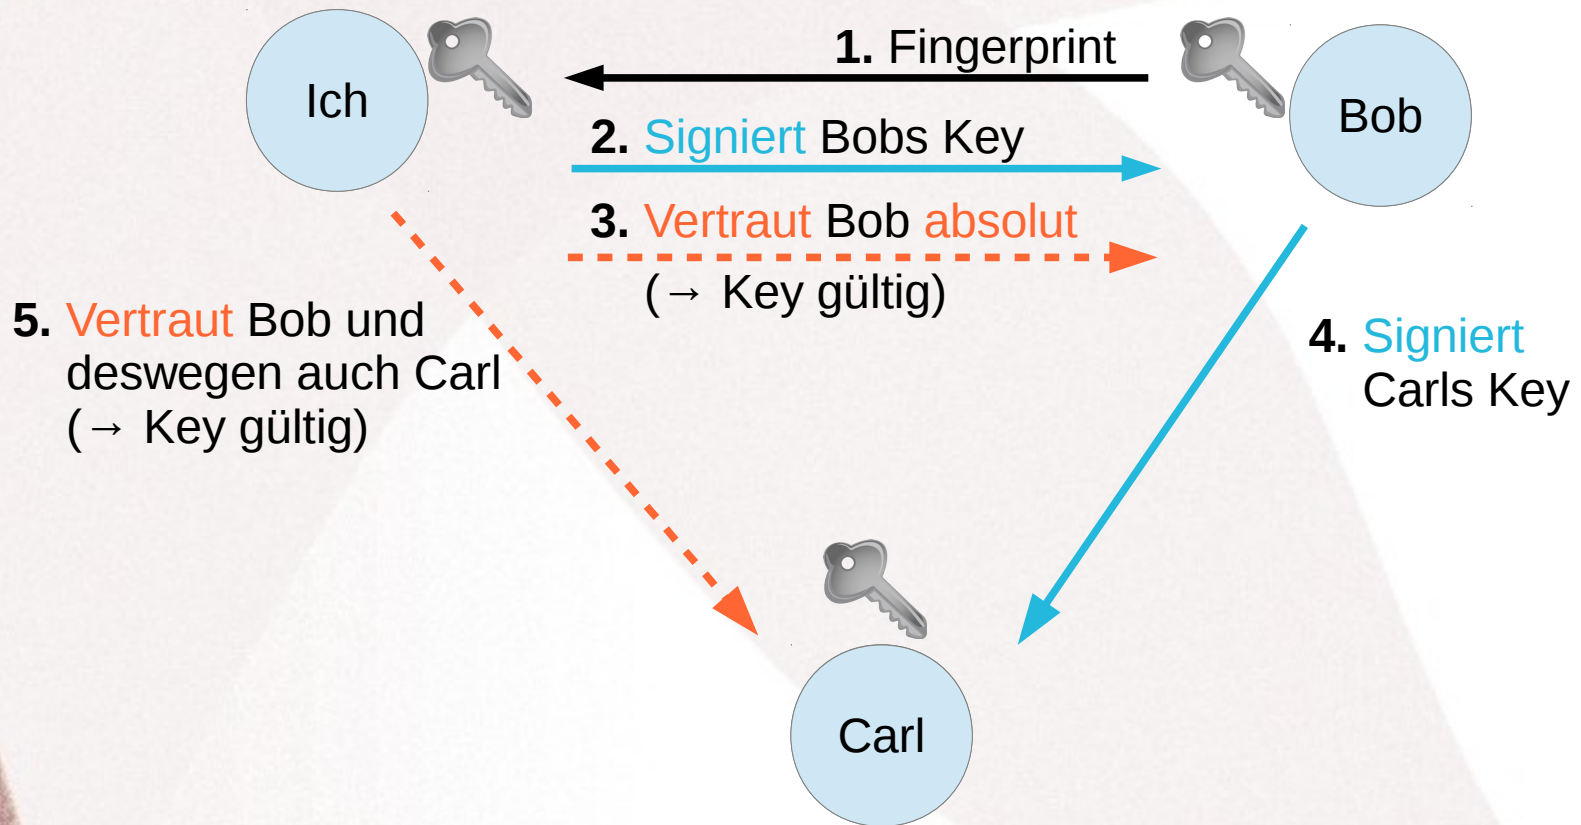 Ich
1. Fingerprint
Bob
2. Signiert Bobs Key
3. Vertraut Bob absolut
(→ Key gültig)
5. Vertraut Bob und
deswegen auch Carl
(→ Key gültig)
4. Signiert
Carls Key
Carl